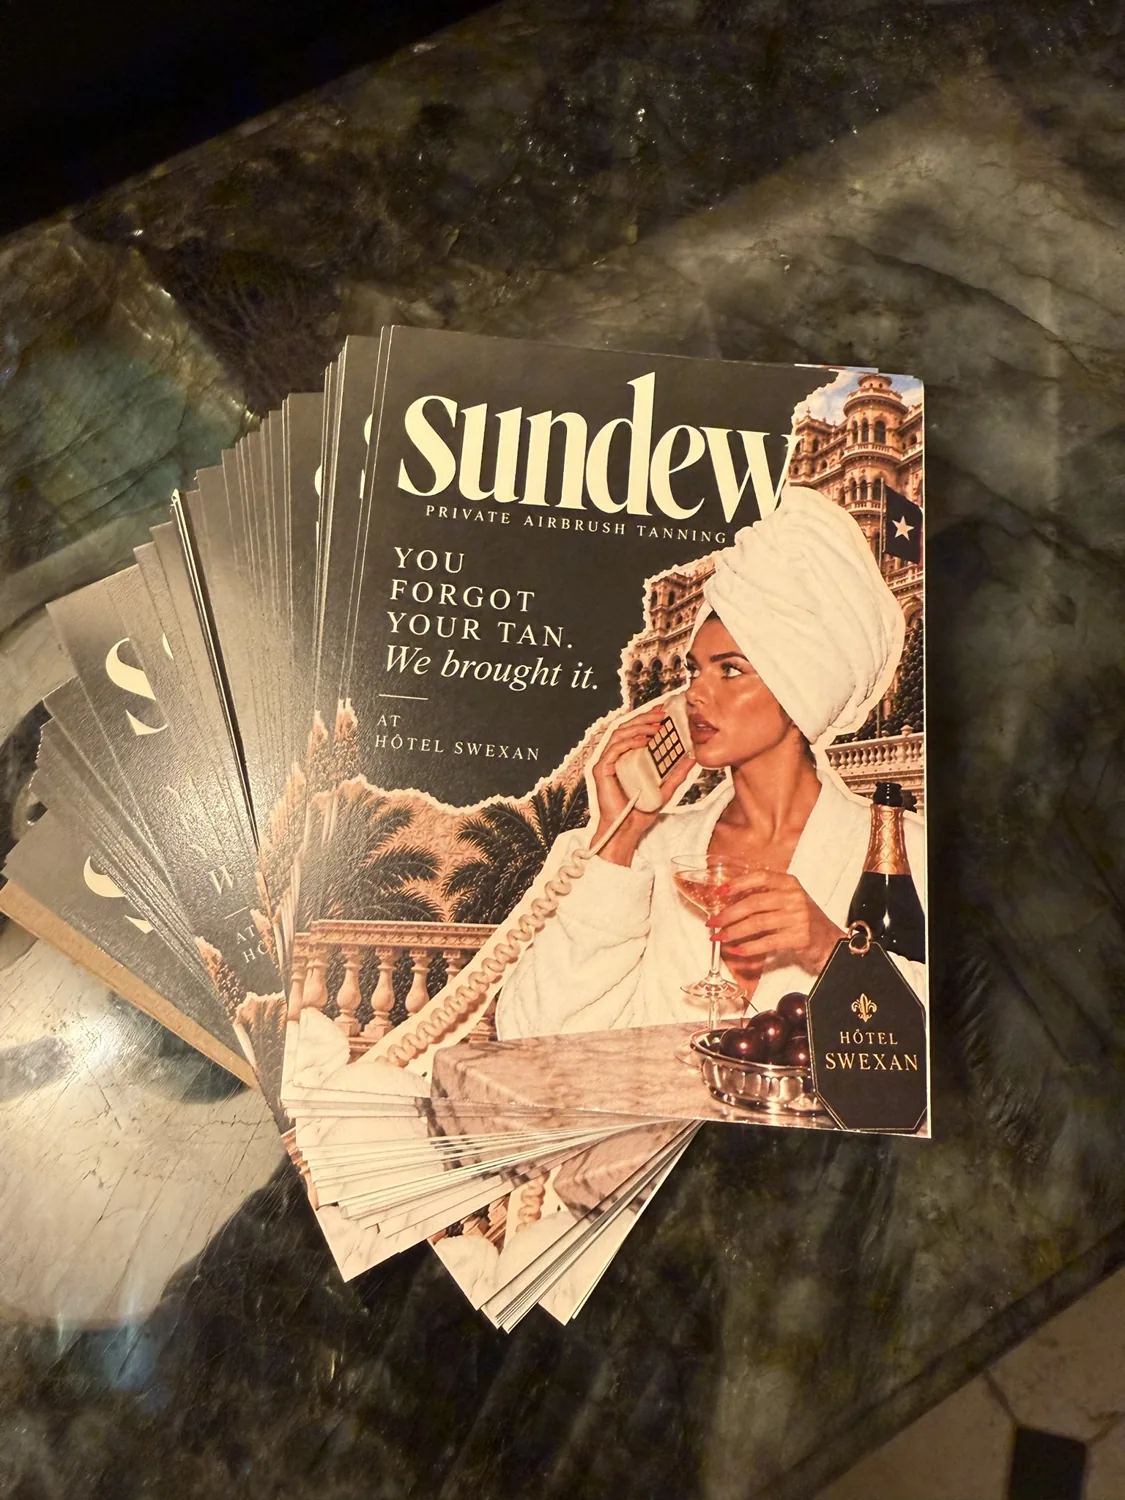 sundew
PRIVATE AIRBRUSH TANNING
YOU
FORGOT
YOUR TAN.
We brought it.
AT
HÔTEL SWEXAN
HÔTEL
SWEXAN